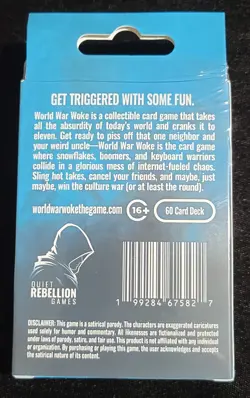 GET TRIGGERED WITH SOME FUN.
World War Woke is a collectible card game that takes
all the absurdity of today's world and cranks it to
eleven. Get ready to piss off that one neighbor and
your weird uncle—World War Woke is the card game
where snowflakes, boomers, and keyboard warriors
collide in a glorious mess of internet-fueled chaos.
Sling hot takes, cancel your friends, and maybe, just
maybe, win the culture war (or at least the round).
worldwarwokethegame.com 16+ 60 Card Deck
QUIET
REBELLION
GAMES
1 99284 67582 7
DISCLAIMER: This game is a satirical parody. The characters are exaggerated caricatures
used solely for humor and commentary. All likenesses are fictionalized and protected
under laws of parody, satire, and fair use. This product is not affiliated with any individual or
organization. By purchasing or playing this game, the user acknowledges and accepts
the satirical nature of its content.